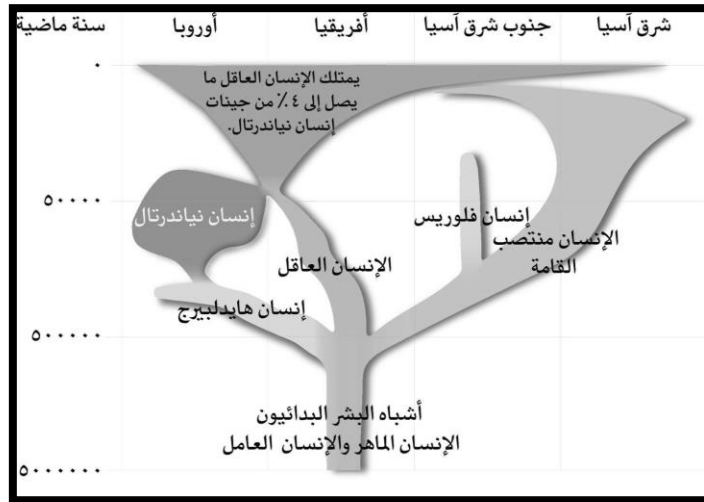 شرق آسيا
جنوب شرق آسيا
أفريقيا
أوروبا
سنة ماضية
٠
يمتلك الإنسان العاقل ما
يصل إلى ٤٪ من جينات
إنسان نياندرتال.
٥٠٠٠٠
إنسان نياندرتال
إنسان فلوريس
الإنسان منتصب
القامة
الإنسان العاقل
إنسان هايدلبيرج
٥٠٠٠٠٠
أشباه البشر البدائيون
الإنسان الماهر والإنسان العامل
٥٠٠٠٠٠٠